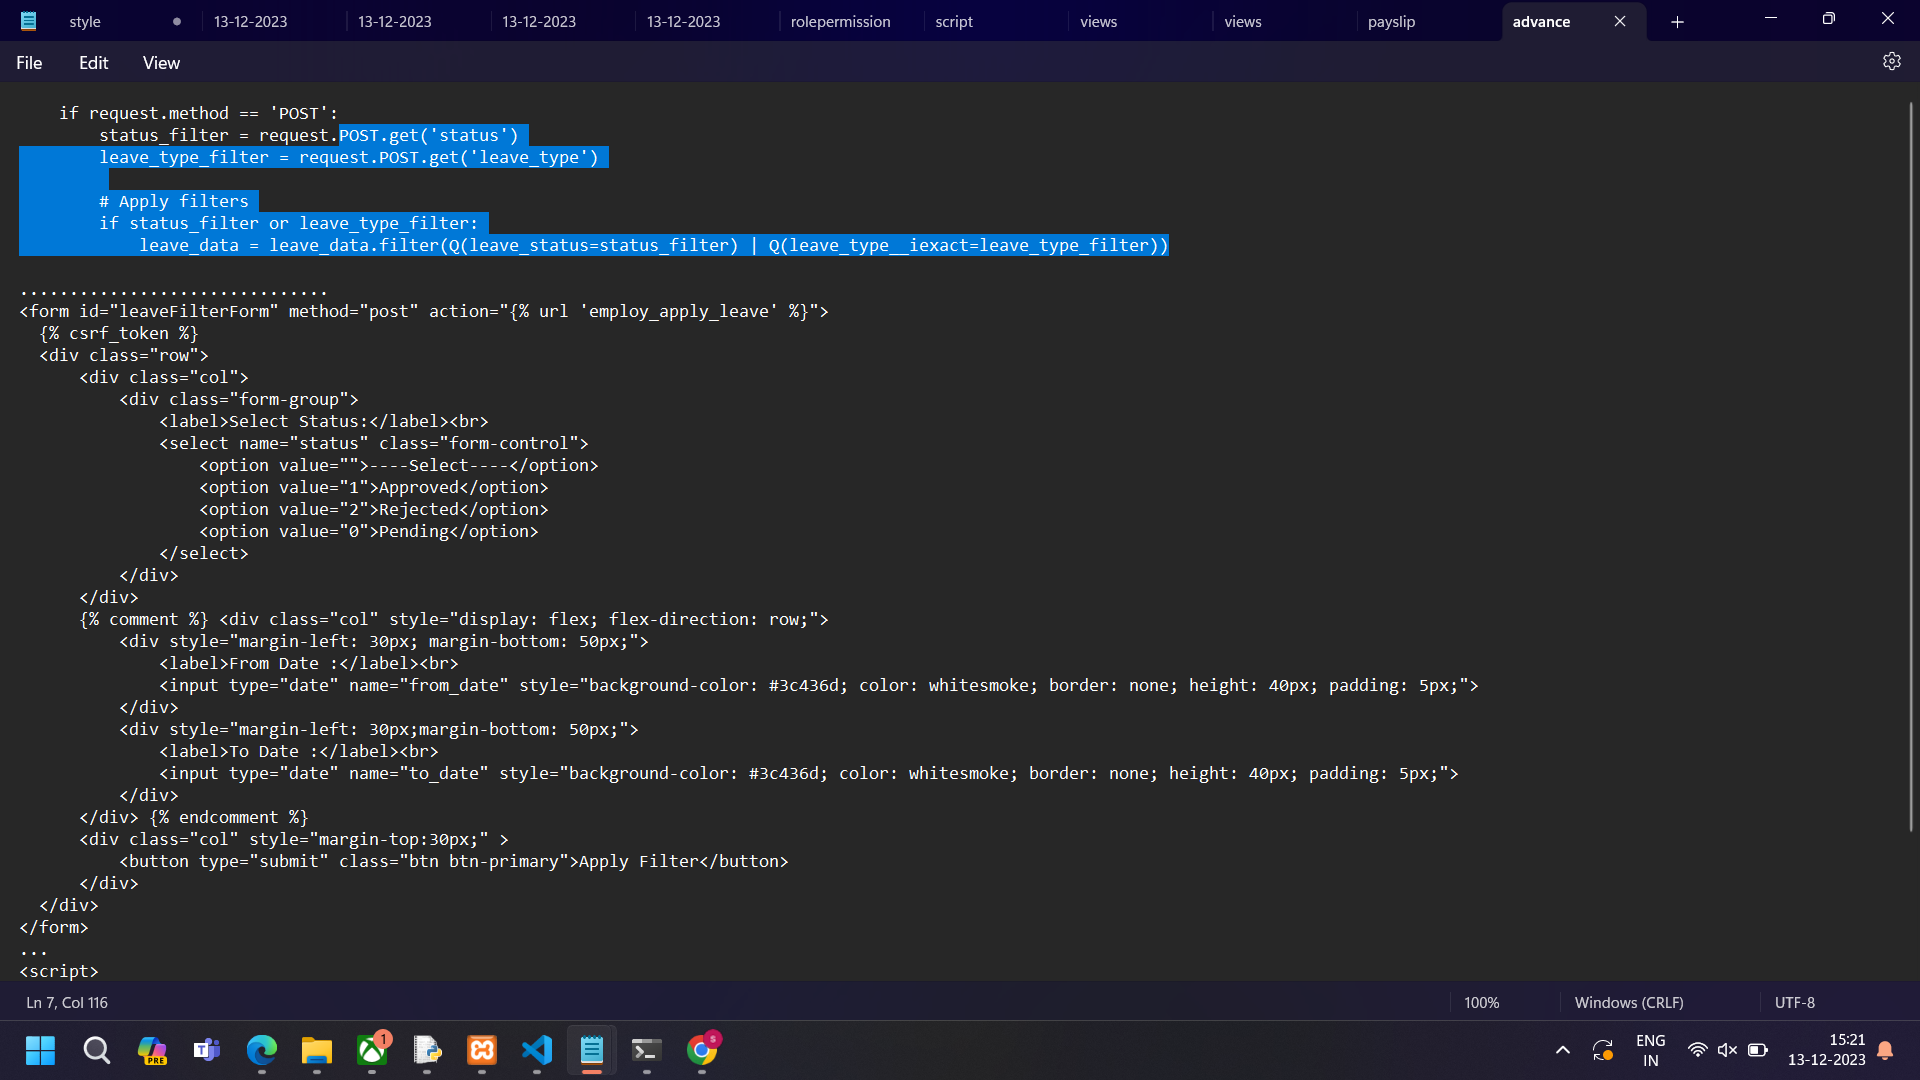 style
13-12-2023
13-12-2023
13-12-2023
13-12-2023
rolepermission
script
views
views
payslip
advance
File
Edit
View
    if request.method == 'POST':
        status_filter = request.POST.get('status')
        leave_type_filter = request.POST.get('leave_type')
        # Apply filters
        if status_filter or leave_type_filter:
            leave_data = leave_data.filter(Q(leave_status=status_filter) | Q(leave_type__iexact=leave_type_filter))
...............................
<form id="leaveFilterForm" method="post" action="{% url 'employ_apply_leave' %}">
  {% csrf_token %}
  <div class="row">
      <div class="col">
          <div class="form-group">
              <label>Select Status:</label><br>
              <select name="status" class="form-control">
                  <option value="">----Select----</option>
                  <option value="1">Approved</option>
                  <option value="2">Rejected</option>
                  <option value="0">Pending</option>
              </select>
          </div>
      </div>
      {% comment %} <div class="col" style="display: flex; flex-direction: row;">
          <div style="margin-left: 30px; margin-bottom: 50px;">
              <label>From Date :</label><br>
              <input type="date" name="from_date" style="background-color: #3c436d; color: whitesmoke; border: none; height: 40px; padding: 5px;">
          </div>
          <div style="margin-left: 30px;margin-bottom: 50px;">
              <label>To Date :</label><br>
              <input type="date" name="to_date" style="background-color: #3c436d; color: whitesmoke; border: none; height: 40px; padding: 5px;">
          </div>
      </div> {% endcomment %}
      <div class="col" style="margin-top:30px;" >
          <button type="submit" class="btn btn-primary">Apply Filter</button>
      </div>
  </div>
</form>
...
<script>
Ln 7, Col 116
100%
Windows (CRLF)
UTF-8
PRE
T
1
S
ENG
IN
15:21
13-12-2023